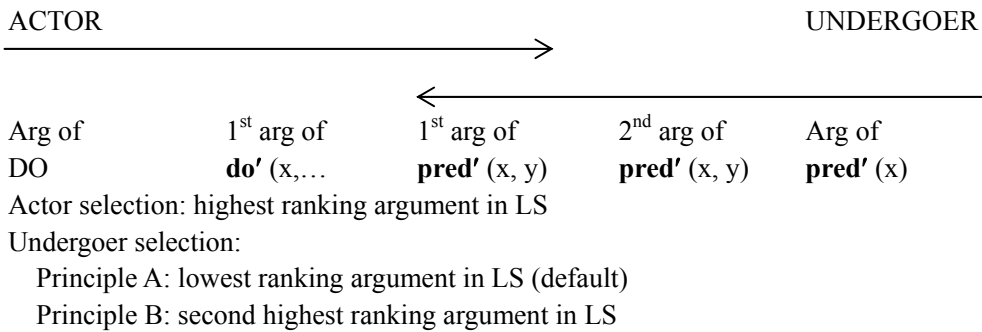 ACTOR UNDERGOER
Arg of 1st arg of 1st arg of 2nd arg of Arg of
DO do′ (x,… pred′ (x, y) pred′ (x, y) pred′ (x)
Actor selection: highest ranking argument in LS
Undergoer selection:
Principle A: lowest ranking argument in LS (default)
Principle B: second highest ranking argument in LS